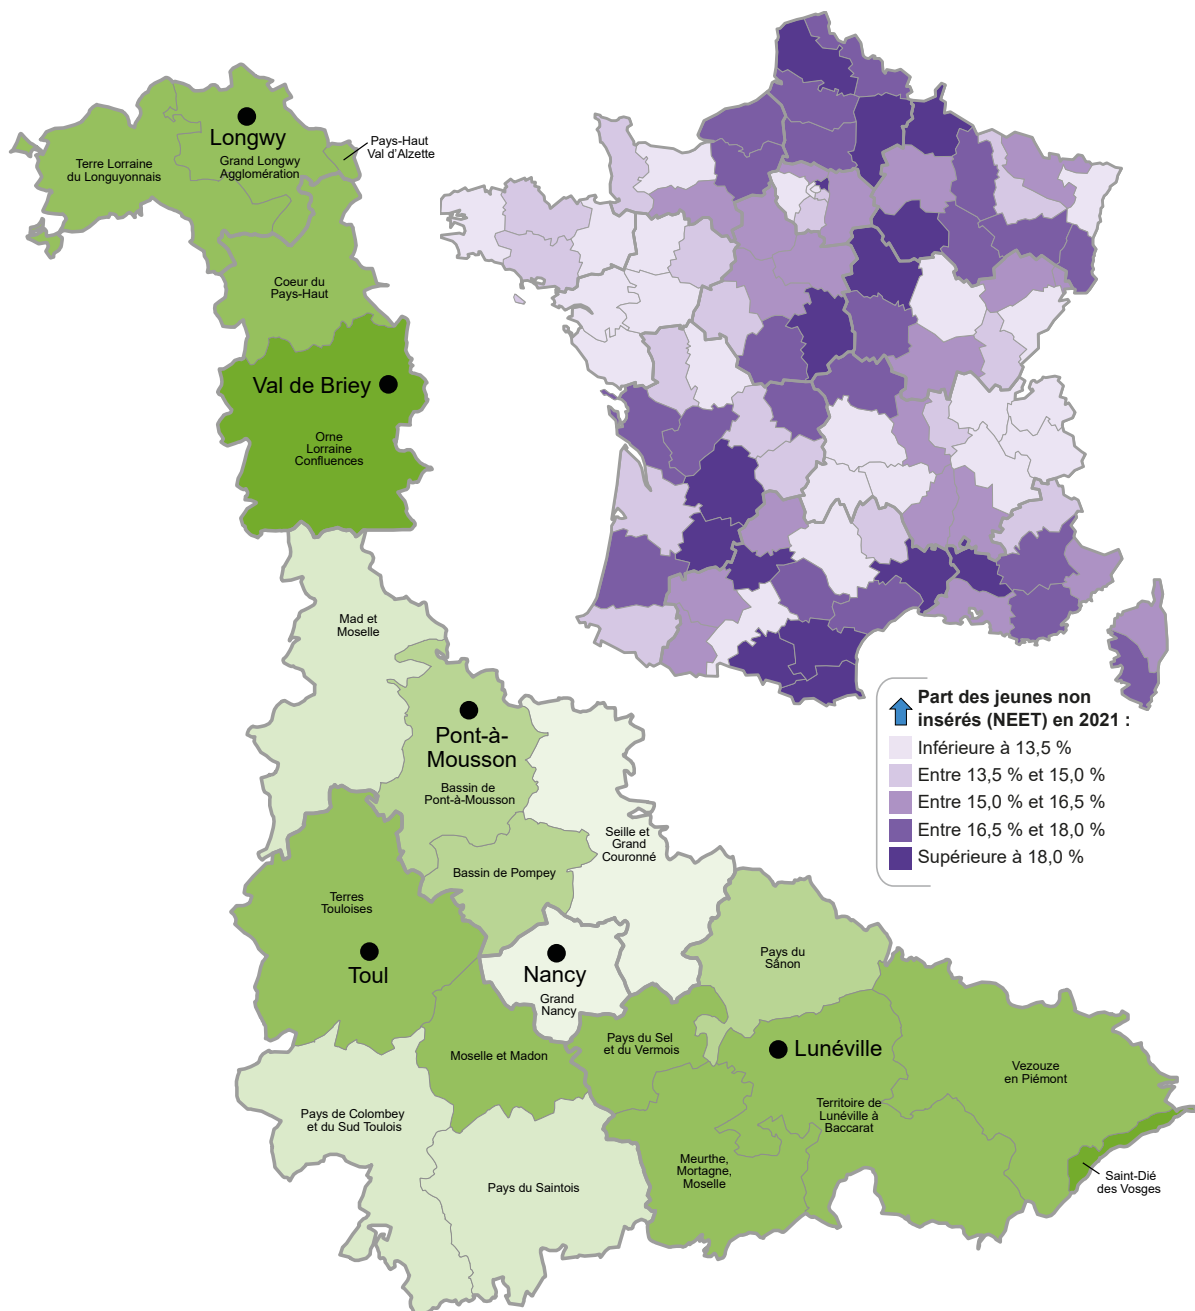 Longwy
Grand Longwy
Agglomération
Pays-Haut
Val d'Alzette
Terre Lorraine
du Longuyonnais
Coeur du
Pays-Haut
Val de Briey
Orne
Lorraine
Confluences
Mad et
Moselle
Pont-à-
Mousson
Bassin de
Pont-à-Mousson
Seille et
Grand
Couronné
Bassin de Pompey
Terres
Touloises
Toul
Nancy
Grand
Nancy
Pays du
Sânon
Moselle et Madon
Pays du Sel
et du Vermois
Lunéville
Vezouze
en Piémont
Pays de Colombey
et du Sud Toulois
Territoire de
Lunéville à
Baccarat
Meurthe,
Mortagne,
Moselle
Pays du Saintois
Saint-Dié
des Vosges
Part des jeunes non
insérés (NEET) en 2021 :
Inférieure à 13,5 %
Entre 13,5 % et 15,0 %
Entre 15,0 % et 16,5 %
Entre 16,5 % et 18,0 %
Supérieure à 18,0 %